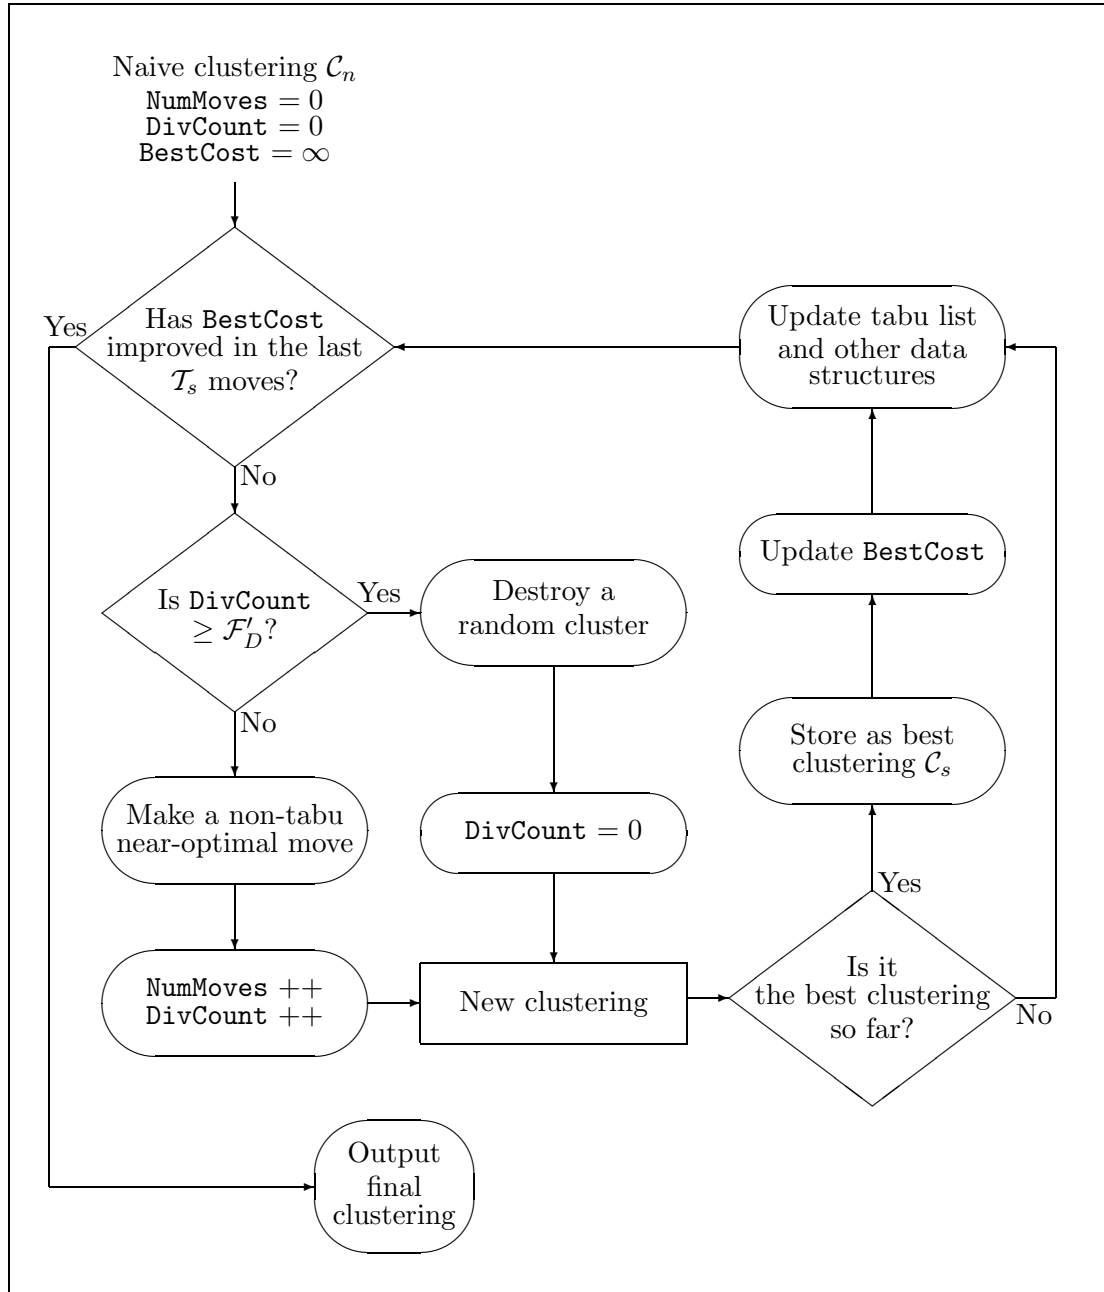 Naive clustering 𝒞ₙ
NumMoves = 0
DivCount = 0
BestCost = ∞
Yes
Has BestCost
improved in the last
𝒯ₛ moves?
No
Is DivCount
≥ ℱ′_D?
Yes
No
Destroy a
random cluster
Make a non-tabu
near-optimal move
DivCount = 0
NumMoves ++
DivCount ++
New clustering
Is it
the best clustering
so far?
Yes
No
Store as best
clustering 𝒞ₛ
Update BestCost
Update tabu list
and other data
structures
Output
final
clustering